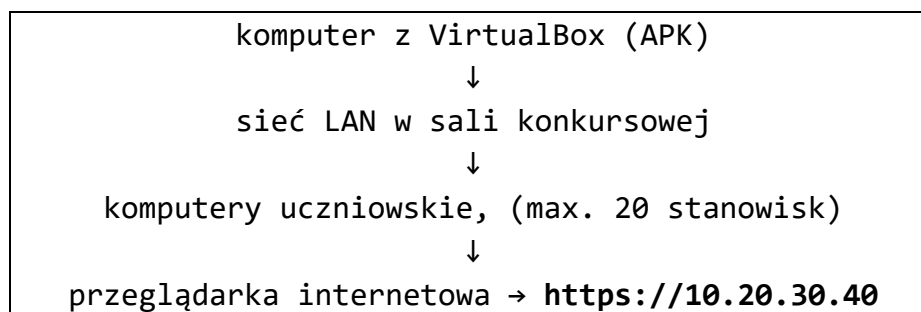 komputer z VirtualBox (APK)
↓
sieć LAN w sali konkursowej
↓
komputery uczniowskie, (max. 20 stanowisk)
↓
przeglądarka internetowa → https://10.20.30.40